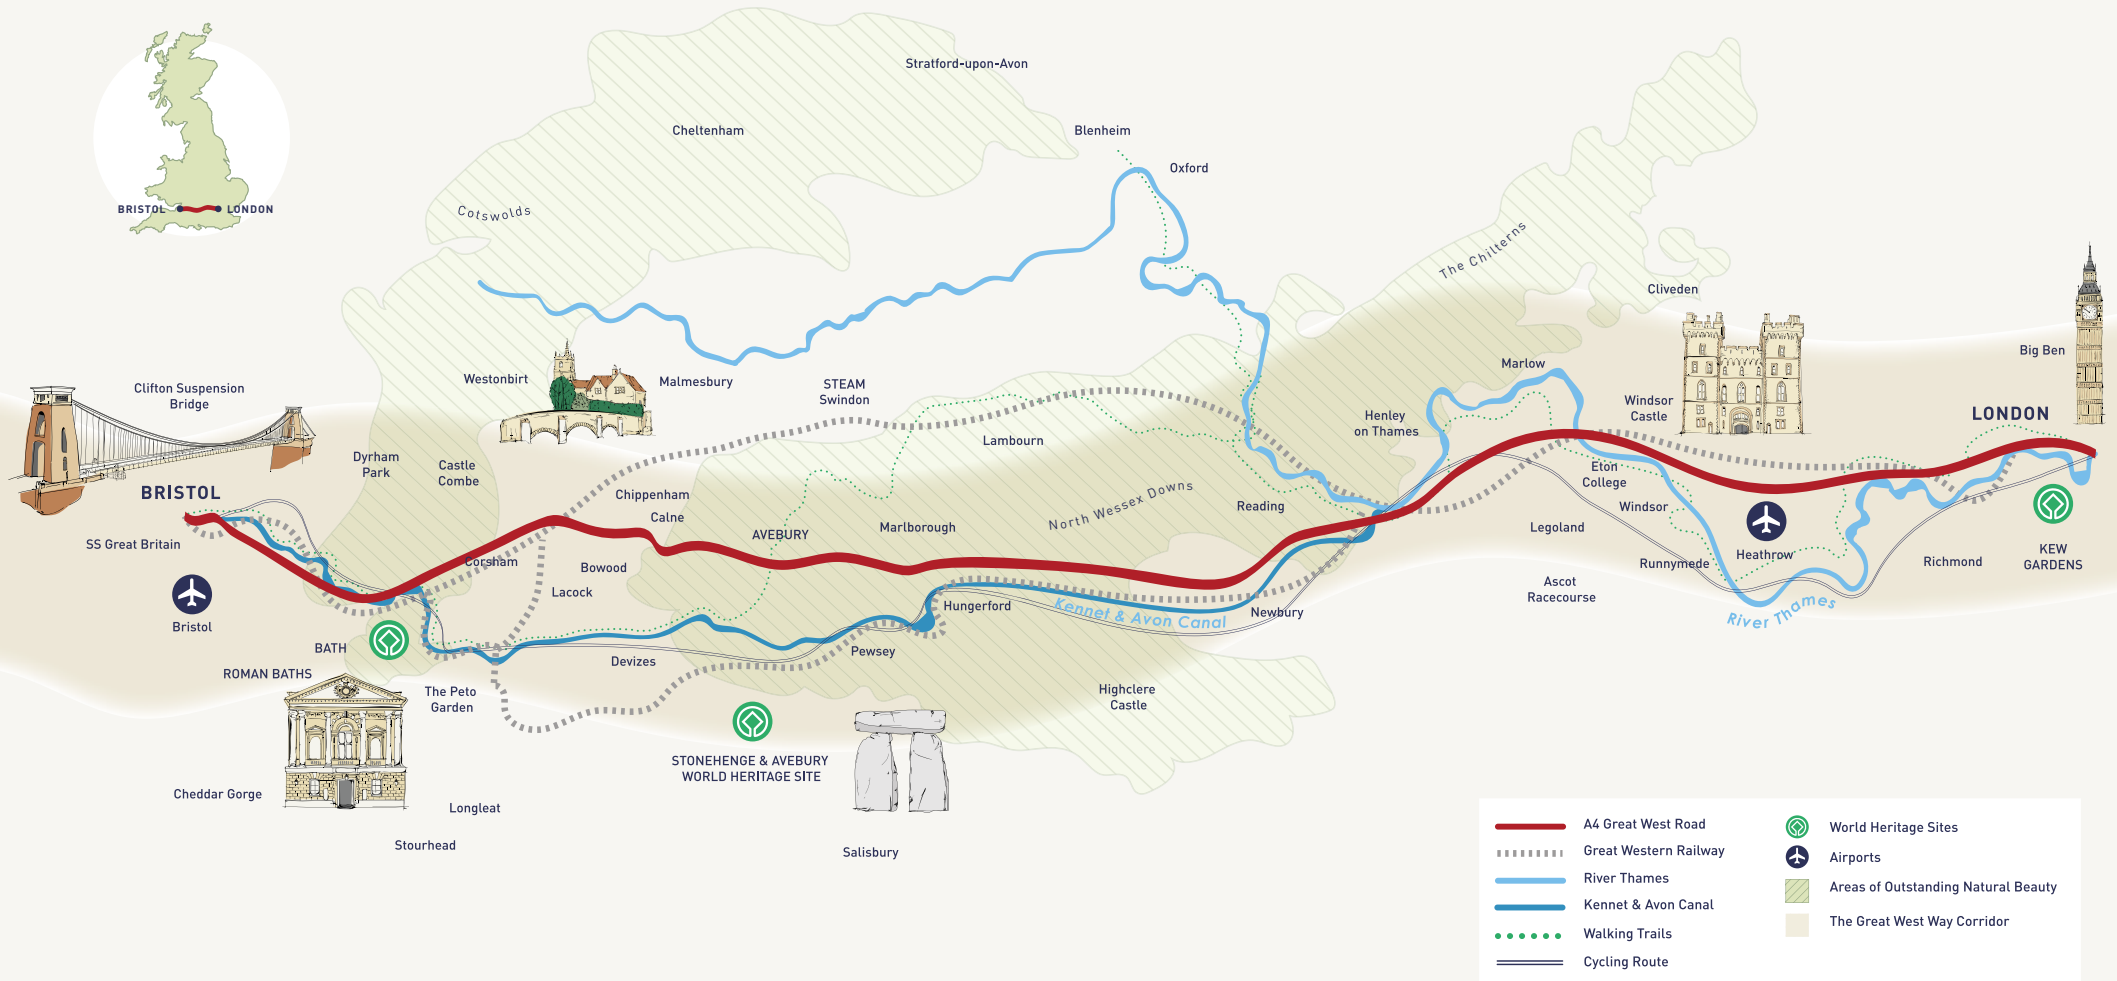 Stratford-upon-Avon
Cheltenham
Blenheim
Oxford
BRISTOL
LONDON
Cotswolds
The Chilterns
Cliveden
Big Ben
Marlow
Westonbirt
Malmesbury
STEAM
Swindon
Clifton Suspension
Bridge
Windsor
Castle
LONDON
Henley
on Thames
Lambourn
Dyrham
Park
Castle
Combe
Eton
College
BRISTOL
Chippenham
Calne
North Wessex Downs
Reading
Windsor
Marlborough
AVEBURY
Legoland
SS Great Britain
Heathrow
KEW
GARDENS
Corsham
Bowood
Runnymede
Richmond
Lacock
Ascot
Racecourse
Hungerford
Kennet & Avon Canal
Newbury
River Thames
Bristol
BATH
Devizes
Pewsey
ROMAN BATHS
The Peto
Garden
Highclere
Castle
STONEHENGE & AVEBURY
WORLD HERITAGE SITE
Cheddar Gorge
Longleat
Stourhead
Salisbury
A4 Great West Road
Great Western Railway
River Thames
Kennet & Avon Canal
Walking Trails
Cycling Route
World Heritage Sites
Airports
Areas of Outstanding Natural Beauty
The Great West Way Corridor